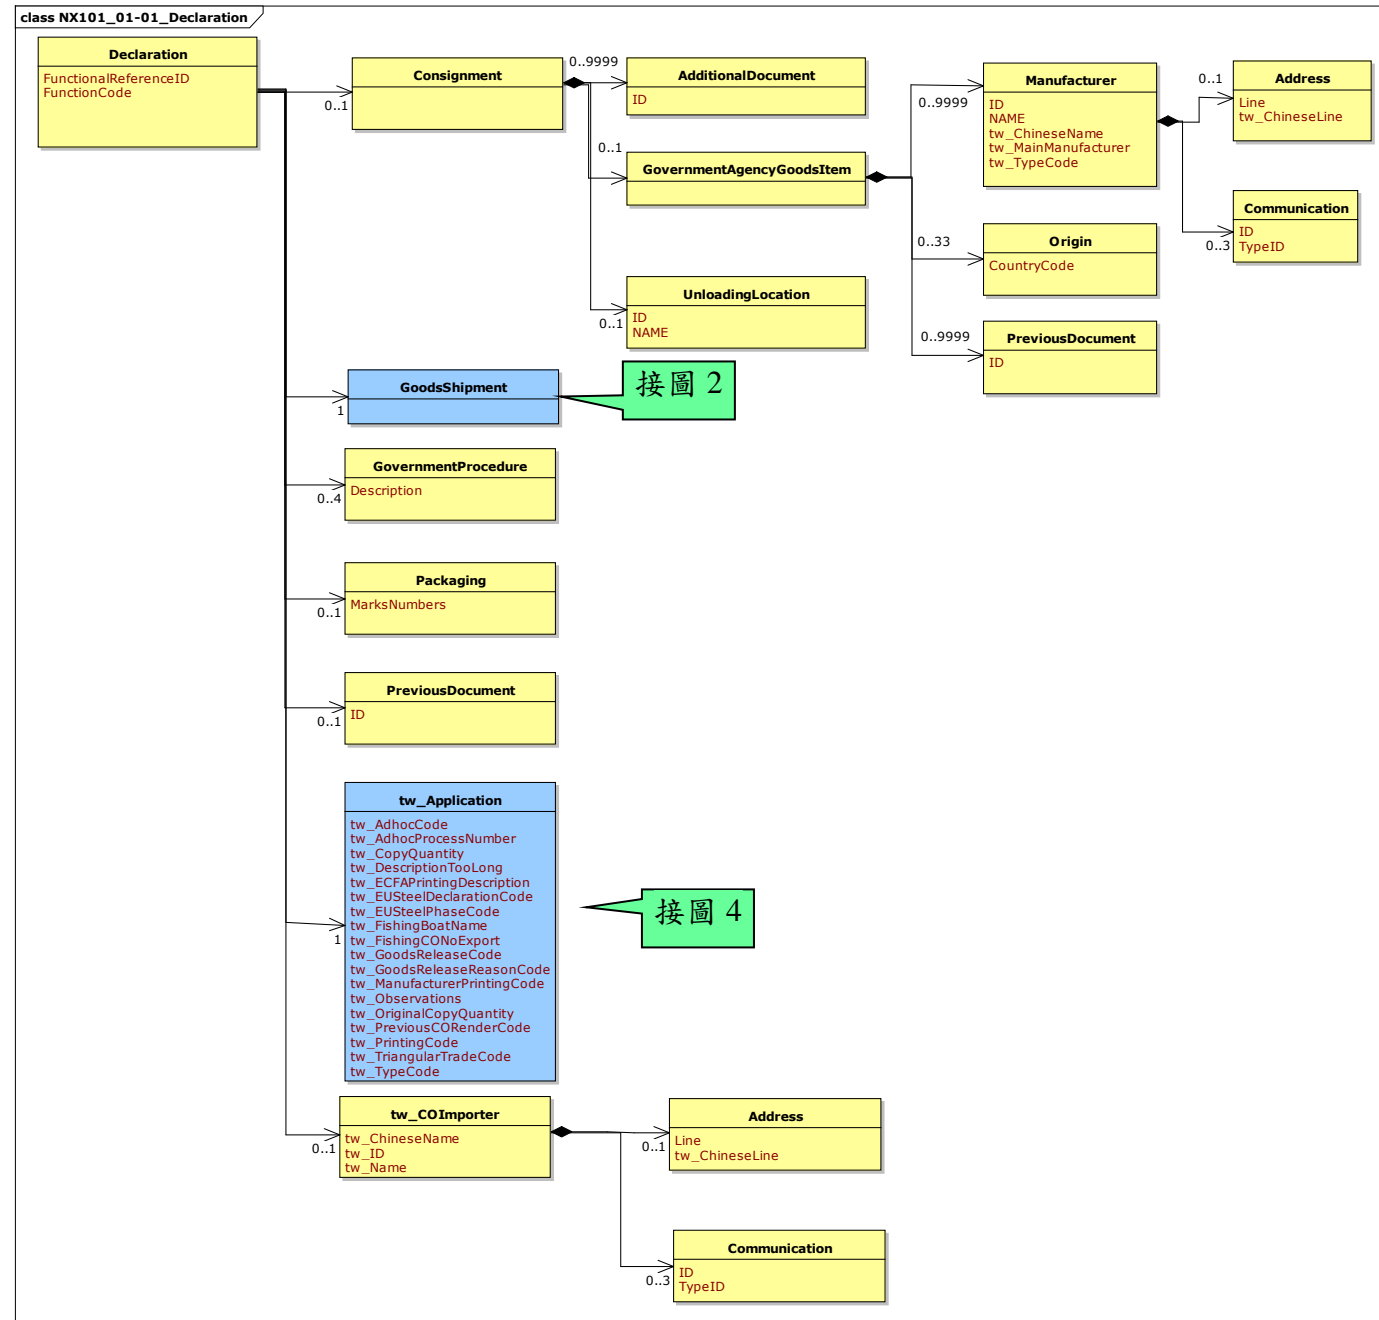 class NX101_01-01_Declaration
Declaration
FunctionalReferenceID
FunctionCode
0..1
Consignment
0..9999
AdditionalDocument
ID
0..1
GovernmentAgencyGoodsItem
0..9999
Manufacturer
ID
NAME
tw_ChineseName
tw_MainManufacturer
tw_TypeCode
0..1
Address
Line
tw_ChineseLine
0..3
Communication
ID
TypeID
0..33
Origin
CountryCode
0..9999
PreviousDocument
ID
0..1
UnloadingLocation
ID
NAME
1
GoodsShipment
接圖 2
0..4
GovernmentProcedure
Description
0..1
Packaging
MarksNumbers
0..1
PreviousDocument
ID
1
tw_Application
tw_AdhocCode
tw_AdhocProcessNumber
tw_CopyQuantity
tw_DescriptionTooLong
tw_ECFAPrintingDescription
tw_EUSteelDeclarationCode
tw_EUSteelPhaseCode
tw_FishingBoatName
tw_FishingCONoExport
tw_GoodsReleaseCode
tw_GoodsReleaseReasonCode
tw_ManufacturerPrintingCode
tw_Observations
tw_OriginalCopyQuantity
tw_PreviousCORenderCode
tw_PrintingCode
tw_TriangularTradeCode
tw_TypeCode
接圖 4
0..1
tw_COImporter
tw_ChineseName
tw_ID
tw_Name
0..1
Address
Line
tw_ChineseLine
0..3
Communication
ID
TypeID